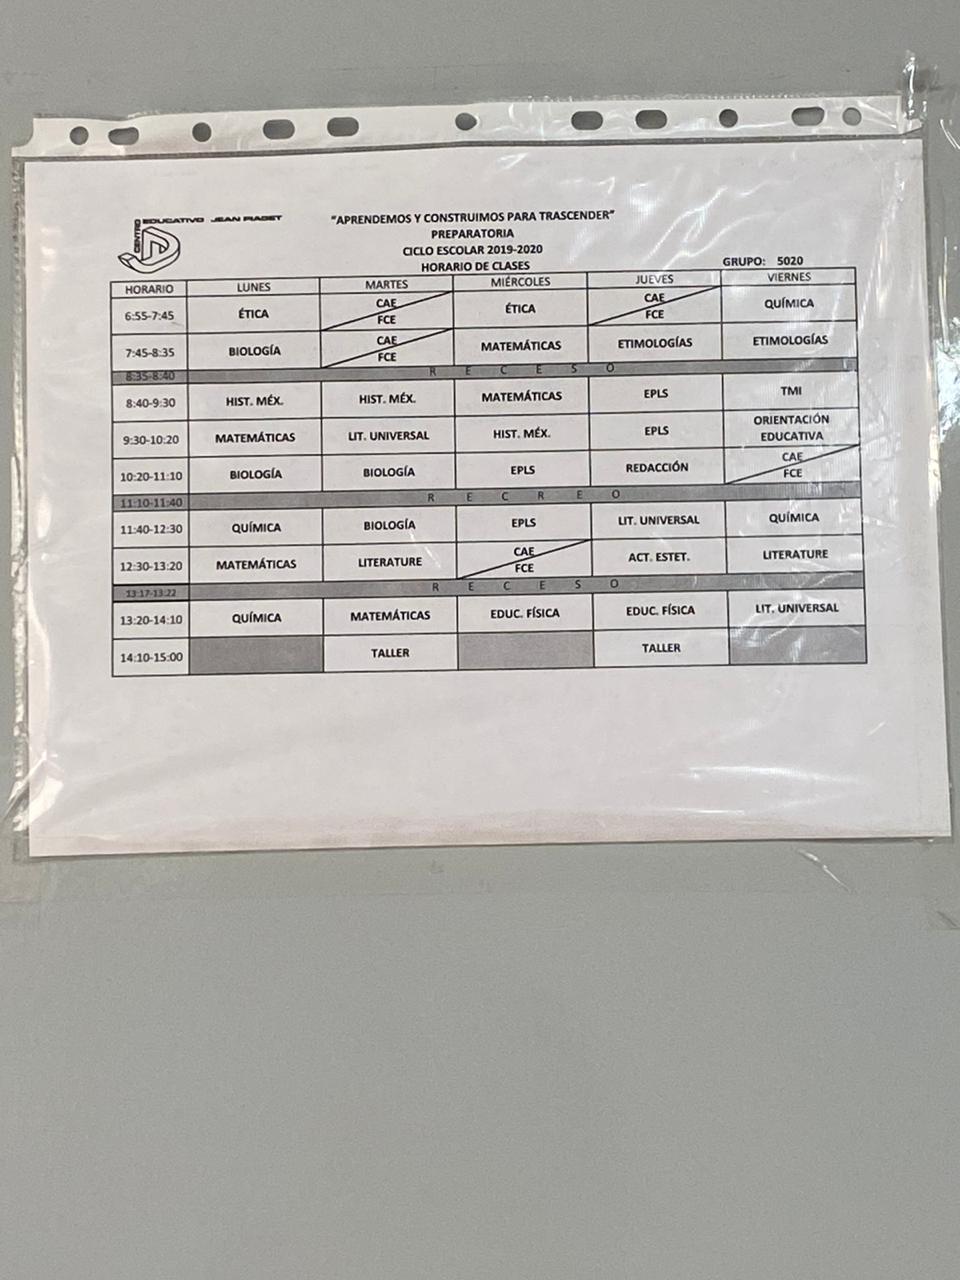 CENTRO EDUCATIVO JEAN PIAGET
"APRENDEMOS Y CONSTRUIMOS PARA TRASCENDER"
PREPARATORIA
CICLO ESCOLAR 2019-2020
HORARIO DE CLASES
GRUPO: 5020
HORARIO LUNES MARTES MIÉRCOLES JUEVES VIERNES
6:55-7:45 ÉTICA CAE FCE ÉTICA CAE FCE QUÍMICA
7:45-8:35 BIOLOGÍA CAE FCE MATEMÁTICAS ETIMOLOGÍAS ETIMOLOGÍAS
8:35-8:40 R E C E S O
8:40-9:30 HIST. MÉX. HIST. MÉX. MATEMÁTICAS EPLS TMI
9:30-10:20 MATEMÁTICAS LIT. UNIVERSAL HIST. MÉX. EPLS ORIENTACIÓN EDUCATIVA
10:20-11:10 BIOLOGÍA BIOLOGÍA EPLS REDACCIÓN CAE FCE
11:10-11:40 R E C R E O
11:40-12:30 QUÍMICA BIOLOGÍA EPLS LIT. UNIVERSAL QUÍMICA
12:30-13:20 MATEMÁTICAS LITERATURE CAE FCE ACT. ESTET. LITERATURE
13:17-13:22 R E C E S O
13:20-14:10 QUÍMICA MATEMÁTICAS EDUC. FÍSICA EDUC. FÍSICA LIT. UNIVERSAL
14:10-15:00 TALLER TALLER